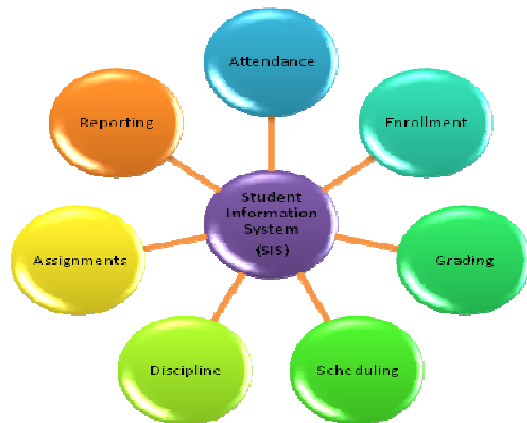 Attendance
Reporting
Enrollment
Student
Information
System
(SIS)
Assignments
Grading
Discipline
Scheduling